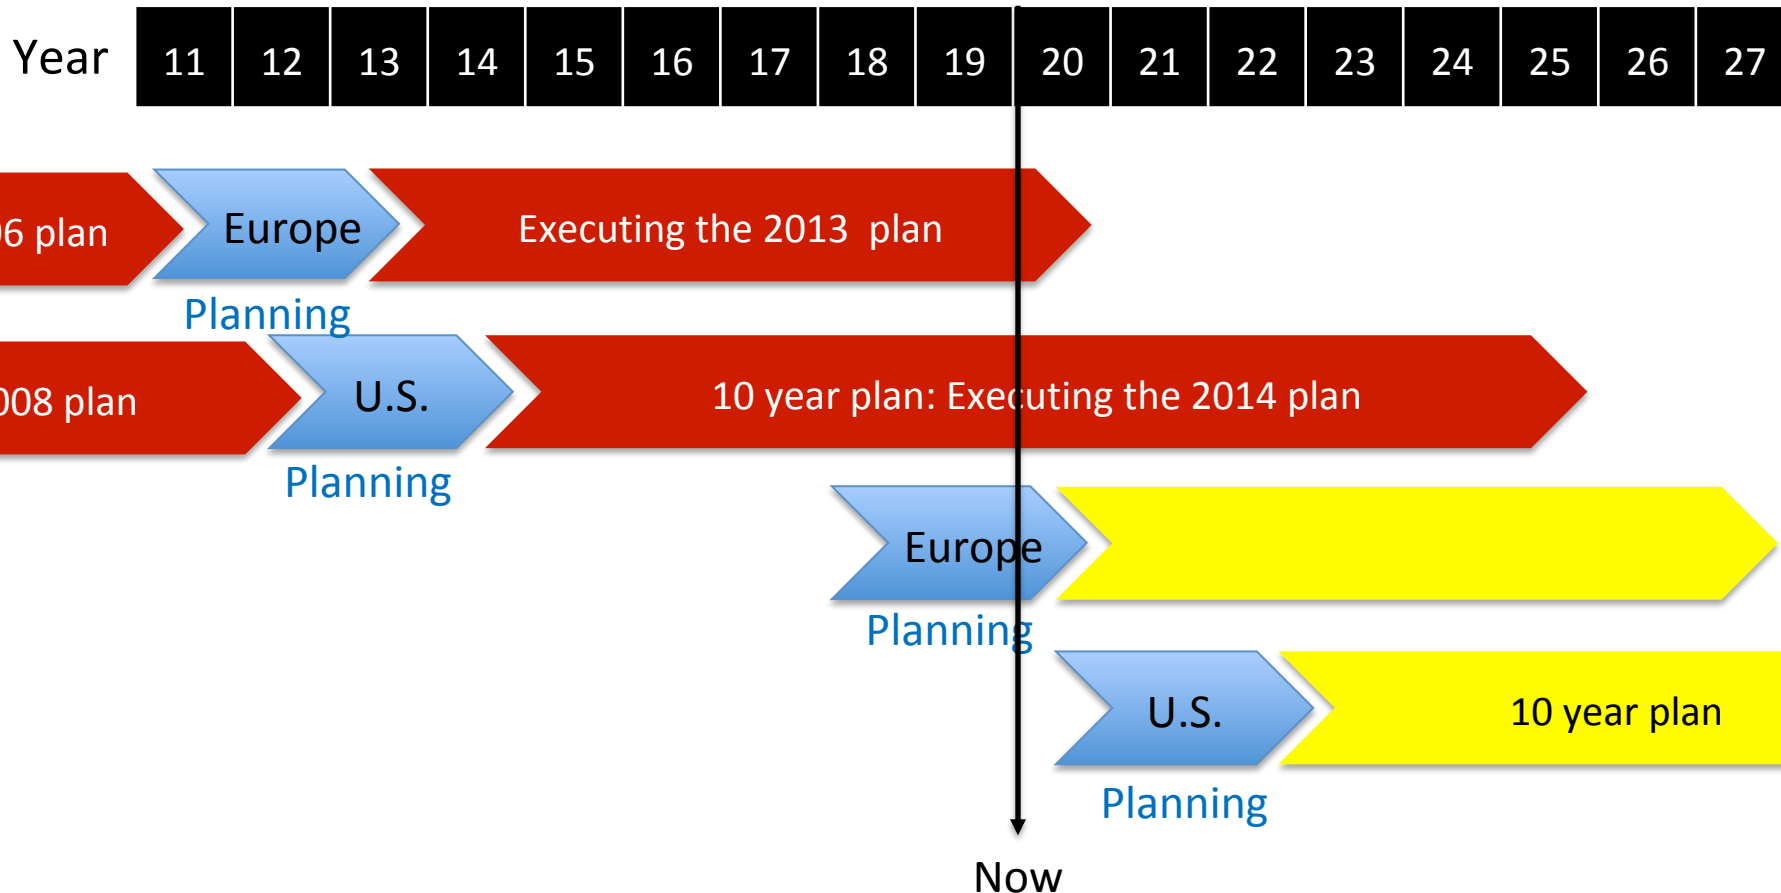 Year 11 12 13 14 15 16 17 18 19 20 21 22 23 24 25 26 27
06 plan Europe Executing the 2013 plan
Planning
008 plan U.S. 10 year plan: Executing the 2014 plan
Planning
Europe
Planning
U.S. 10 year plan
Planning
Now